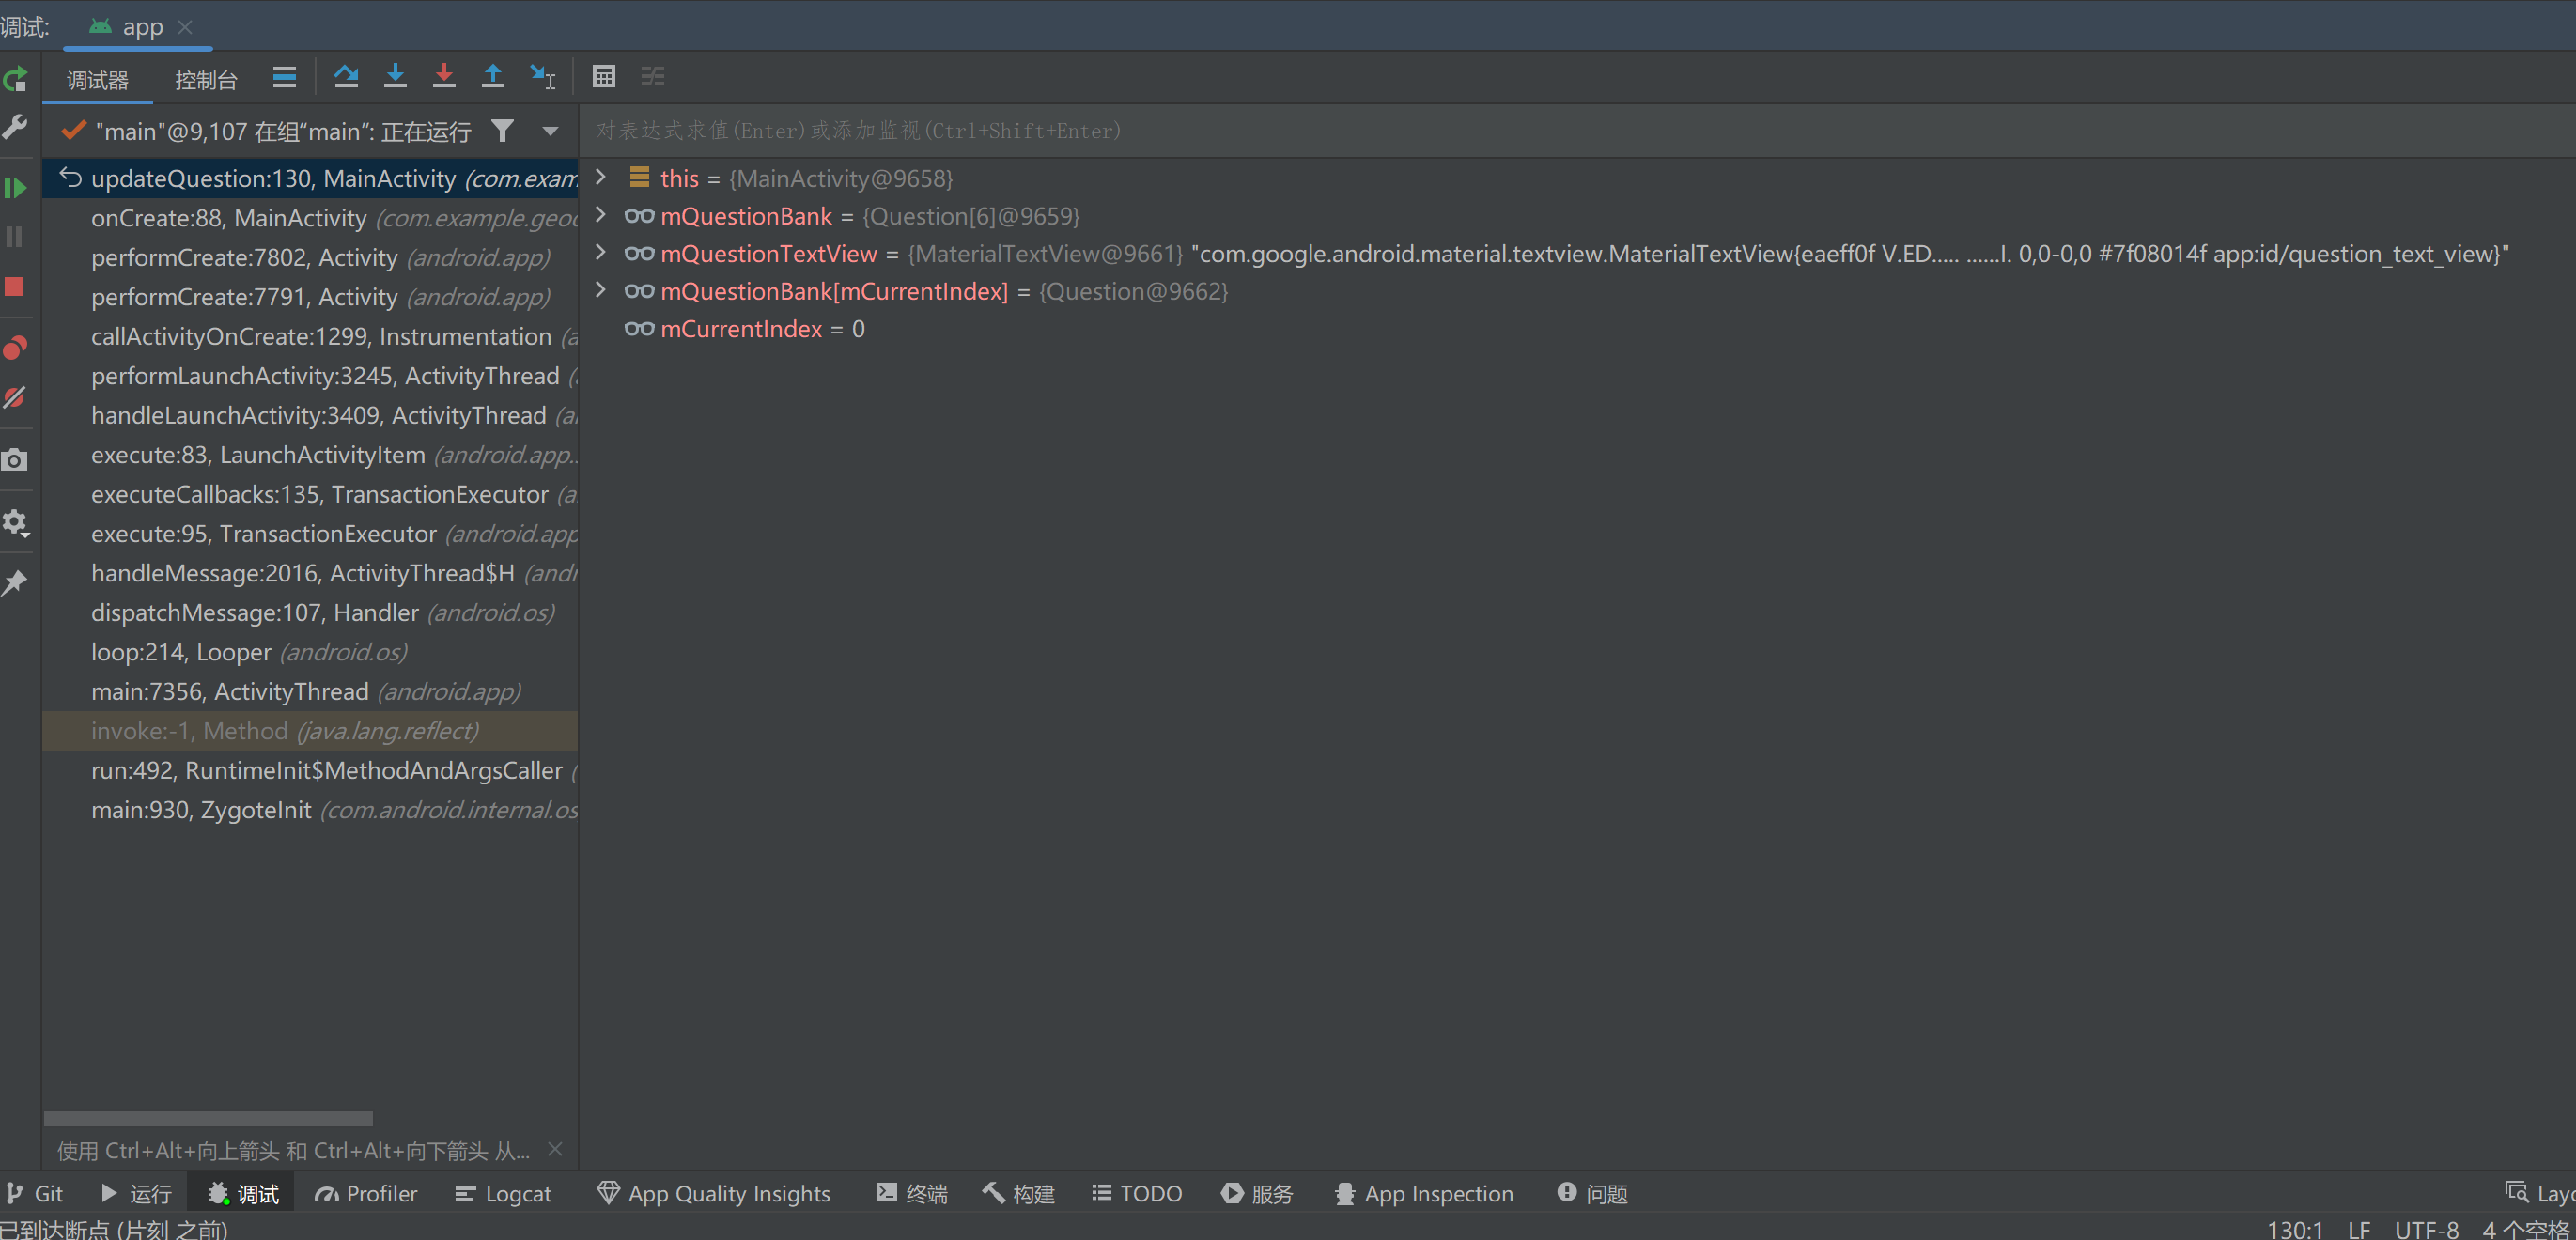 调试: app
调试器 控制台
"main"@9,107 在组“main”: 正在运行
对表达式求值(Enter)或添加监视(Ctrl+Shift+Enter)
updateQuestion:130, MainActivity (com.exam
onCreate:88, MainActivity (com.example.geo
performCreate:7802, Activity (android.app)
performCreate:7791, Activity (android.app)
callActivityOnCreate:1299, Instrumentation (a
performLaunchActivity:3245, ActivityThread (
handleLaunchActivity:3409, ActivityThread (a
execute:83, LaunchActivityItem (android.app..
executeCallbacks:135, TransactionExecutor (a
execute:95, TransactionExecutor (android.app
handleMessage:2016, ActivityThread$H (andr
dispatchMessage:107, Handler (android.os)
loop:214, Looper (android.os)
main:7356, ActivityThread (android.app)
invoke:-1, Method (java.lang.reflect)
run:492, RuntimeInit$MethodAndArgsCaller (
main:930, ZygoteInit (com.android.internal.os
this = {MainActivity@9658}
mQuestionBank = {Question[6]@9659}
mQuestionTextView = {MaterialTextView@9661} "com.google.android.material.textview.MaterialTextView{eaeff0f V.ED..... ......I. 0,0-0,0 #7f08014f app:id/question_text_view}"
mQuestionBank[mCurrentIndex] = {Question@9662}
mCurrentIndex = 0
使用 Ctrl+Alt+向上箭头 和 Ctrl+Alt+向下箭头 从...
Git 运行 调试 Profiler Logcat App Quality Insights 终端 构建 TODO 服务 App Inspection 问题 Layo
已到达断点 (片刻 之前) 130:1 LF UTF-8 4 个空格